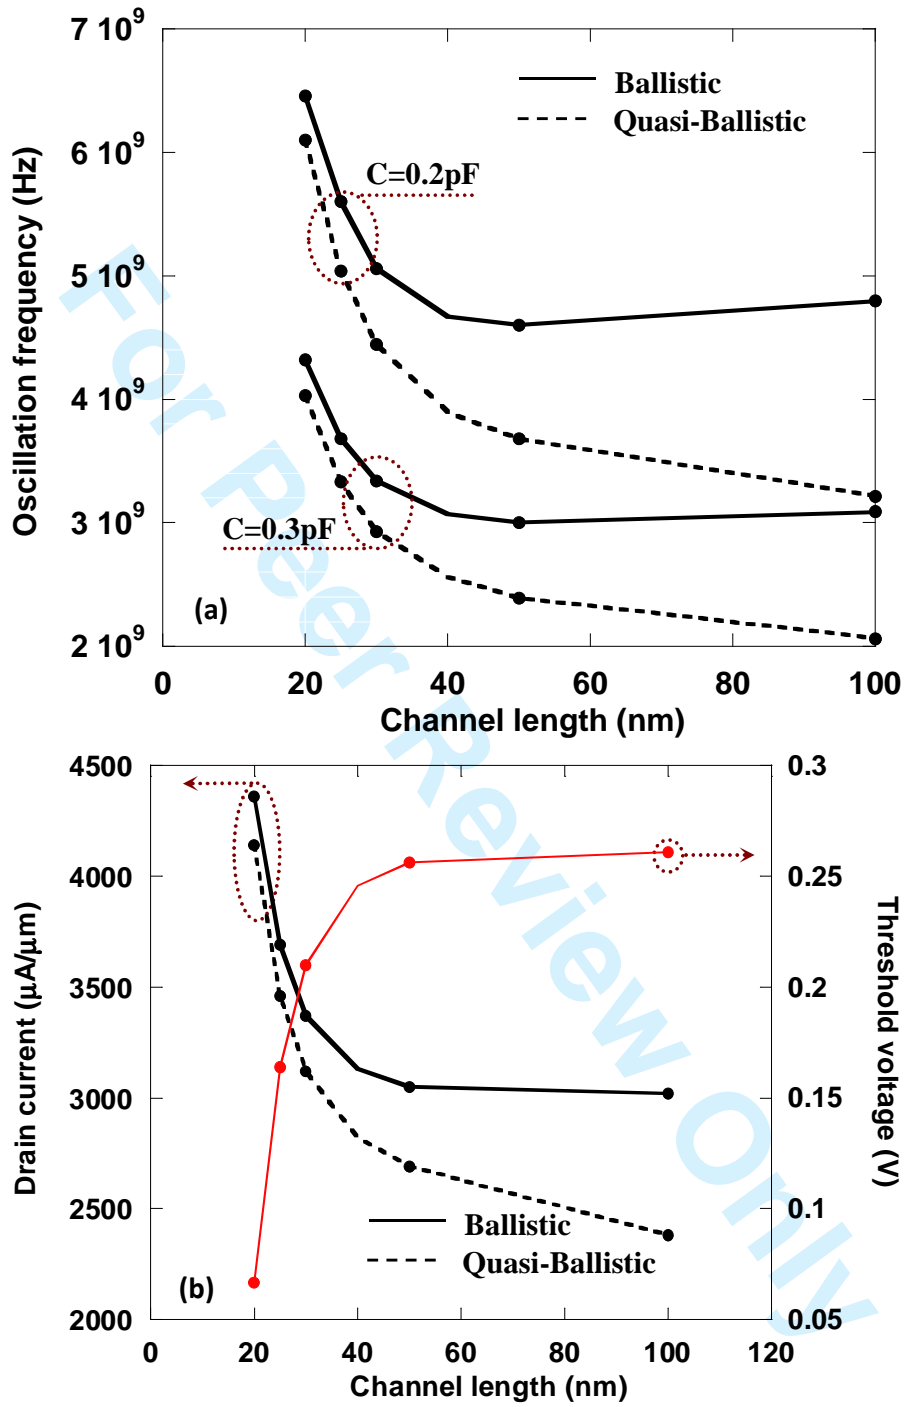 7 10⁹
6 10⁹
5 10⁹
4 10⁹
3 10⁹
2 10⁹
Oscillation frequency (Hz)
Ballistic
Quasi-Ballistic
C=0.2pF
C=0.3pF
(a)
0 20 40 60 80 100
Channel length (nm)
For Peer Review Only
4500
4000
3500
3000
2500
2000
Drain current (μA/μm)
0.3
0.25
0.2
0.15
0.1
0.05
Threshold voltage (V)
Ballistic
Quasi-Ballistic
(b)
0 20 40 60 80 100 120
Channel length (nm)